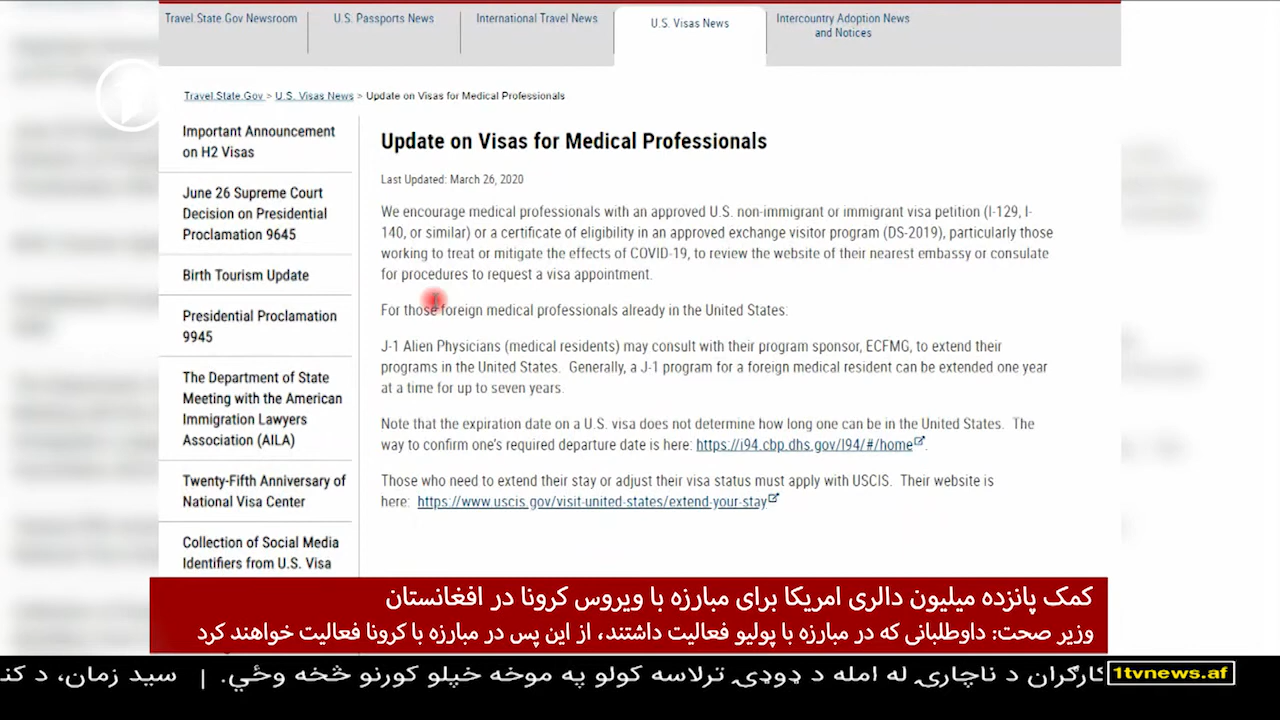 Travel.State.Gov Newsroom
U.S. Passports News
International Travel News
U.S. Visas News
Intercountry Adoption News
and Notices
Travel.State.Gov > U.S. Visas News > Update on Visas for Medical Professionals
Important Announcement
on H2 Visas
June 26 Supreme Court
Decision on Presidential
Proclamation 9645
Birth Tourism Update
Presidential Proclamation
9945
The Department of State
Meeting with the American
Immigration Lawyers
Association (AILA)
Twenty-Fifth Anniversary of
National Visa Center
Collection of Social Media
Identifiers from U.S. Visa
Update on Visas for Medical Professionals
Last Updated: March 26, 2020
We encourage medical professionals with an approved U.S. non-immigrant or immigrant visa petition (I-129, I-
140, or similar) or a certificate of eligibility in an approved exchange visitor program (DS-2019), particularly those
working to treat or mitigate the effects of COVID-19, to review the website of their nearest embassy or consulate
for procedures to request a visa appointment.
For those foreign medical professionals already in the United States:
J-1 Alien Physicians (medical residents) may consult with their program sponsor, ECFMG, to extend their
programs in the United States. Generally, a J-1 program for a foreign medical resident can be extended one year
at a time for up to seven years.
Note that the expiration date on a U.S. visa does not determine how long one can be in the United States. The
way to confirm one's required departure date is here: https://i94.cbp.dhs.gov/I94/#/home.
Those who need to extend their stay or adjust their visa status must apply with USCIS. Their website is
here: https://www.uscis.gov/visit-united-states/extend-your-stay
کمک پانزده میلیون دالری امریکا برای مبارزه با ویروس کرونا در افغانستان
وزیر صحت: داوطلبانی که در مبارزه با پولیو فعالیت داشتند، از این پس در مبارزه با کرونا فعالیت خواهند کرد
کارګران د ناچارۍ له امله د ډوډۍ ترلاسه کولو په موخه خپلو کورنو څخه وځي. | سید زمان، د کند
1tvnews.af